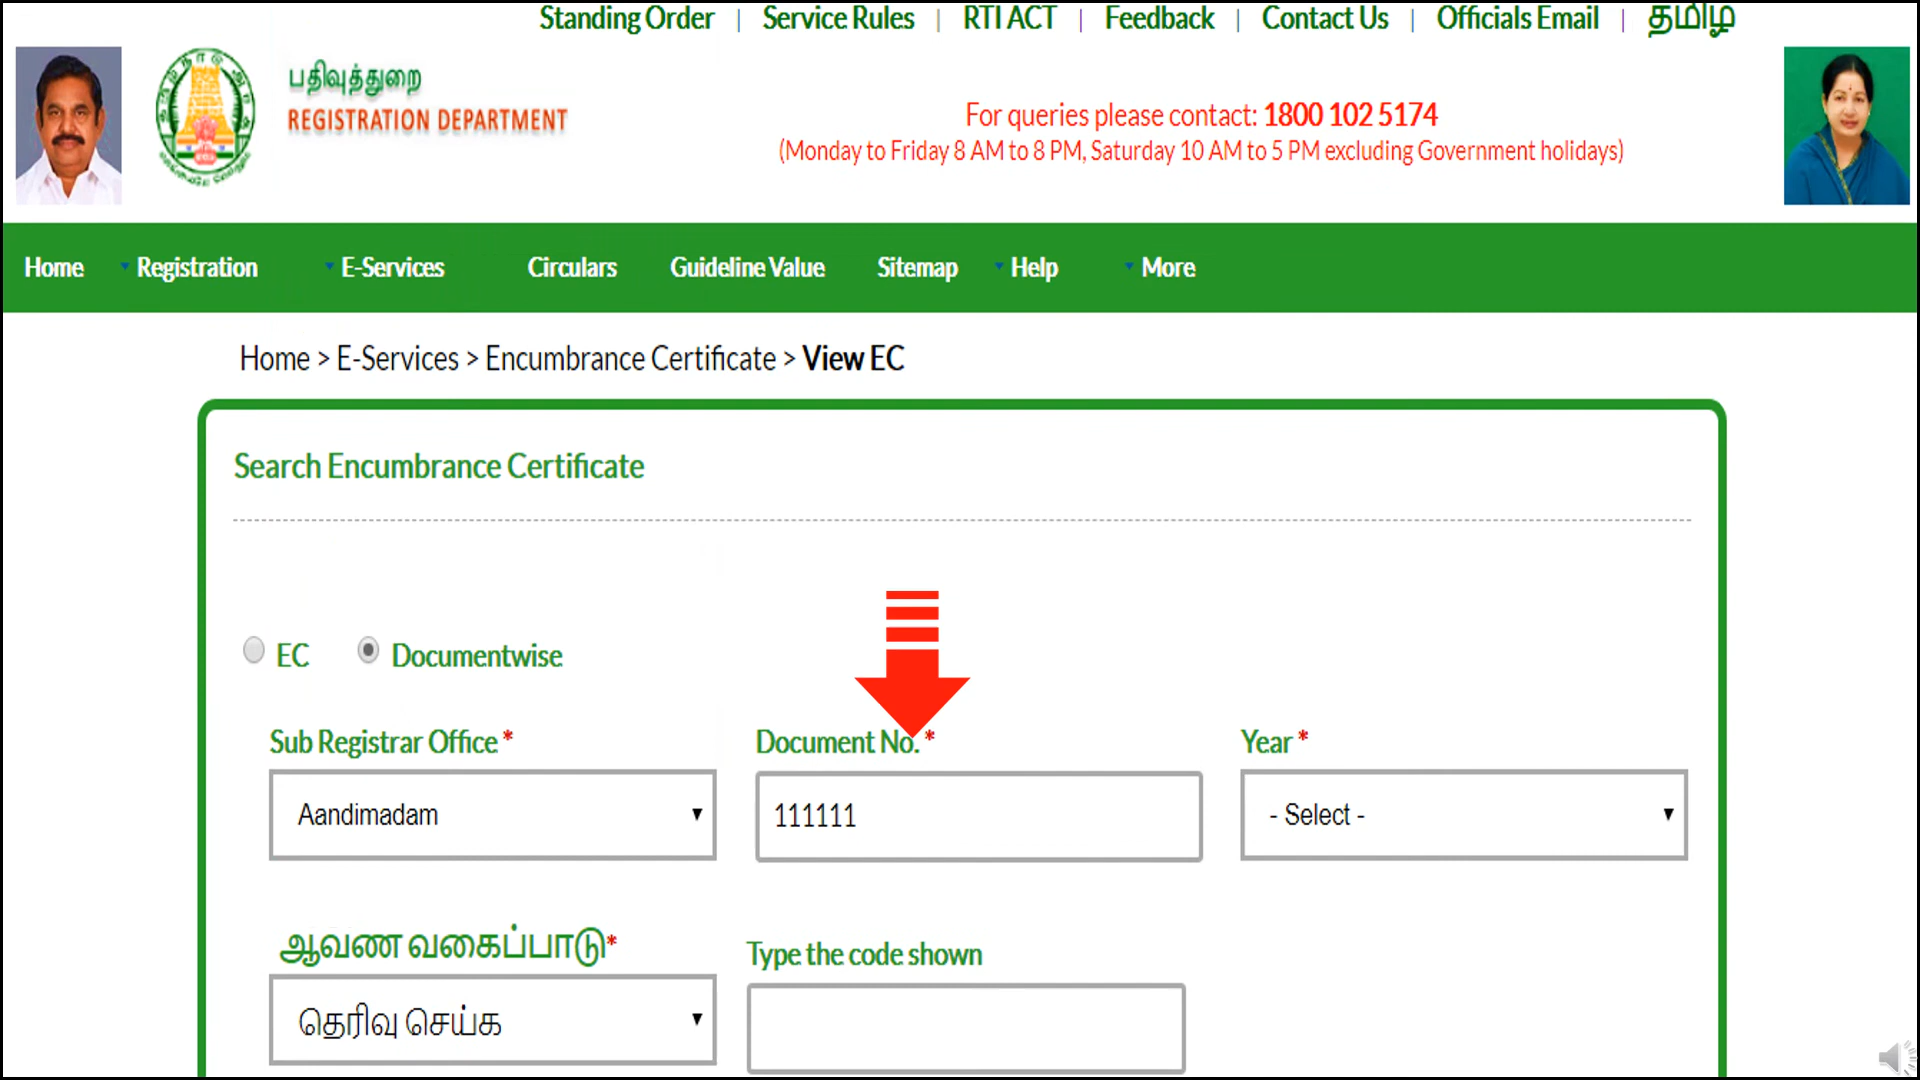 Standing Order | Service Rules | RTI ACT | Feedback | Contact Us | Officials Email | தமிழ்
பதிவுத்துறை
REGISTRATION DEPARTMENT
For queries please contact: 1800 102 5174
(Monday to Friday 8 AM to 8 PM, Saturday 10 AM to 5 PM excluding Government holidays)
Home Registration E-Services Circulars Guideline Value Sitemap Help More
Home > E-Services > Encumbrance Certificate > View EC
Search Encumbrance Certificate
EC Documentwise
Sub Registrar Office * Document No. * Year *
Aandimadam 111111 - Select -
ஆவண வகைப்பாடு* Type the code shown
தெரிவு செய்க